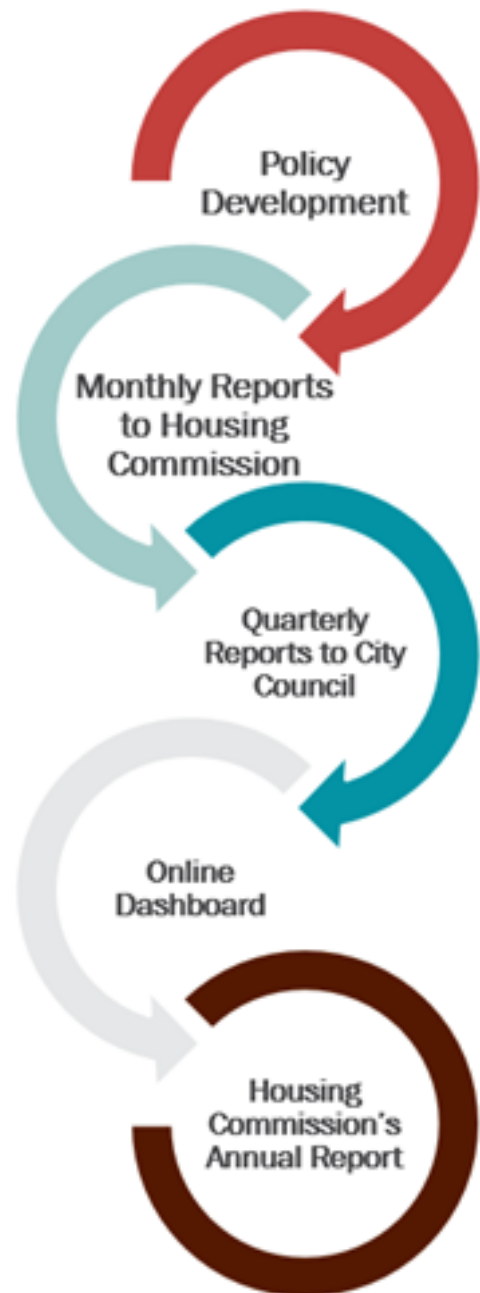 Policy
Development
Monthly Reports
to Housing
Commission
Quarterly
Reports to City
Council
Online
Dashboard
Housing
Commission's
Annual Report